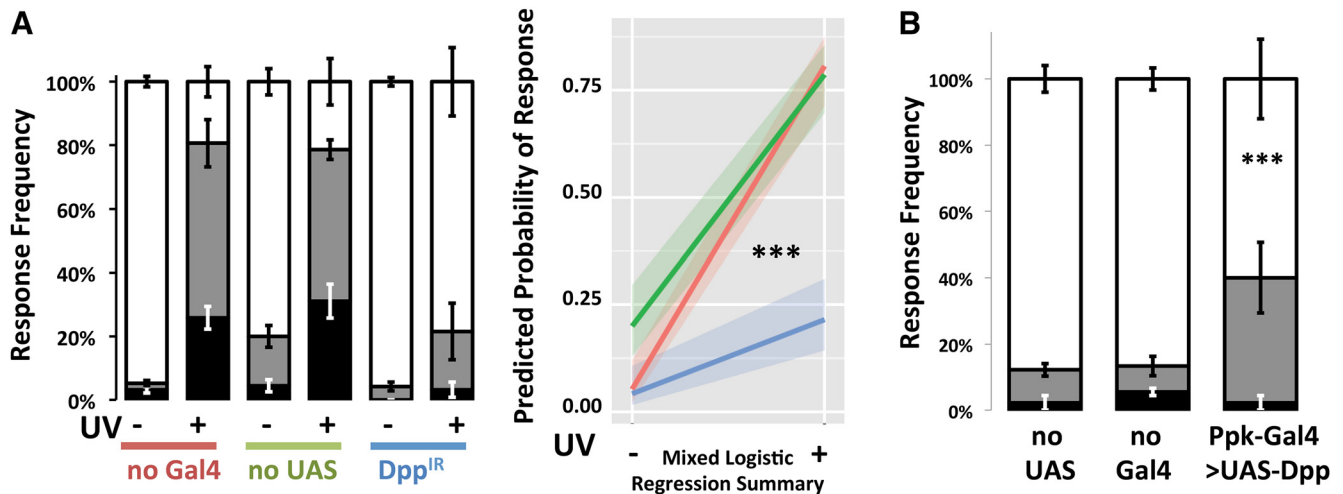 A
Response Frequency
100%
80%
60%
40%
20%
0%
UV - + - + - +
no Gal4 no UAS Dpp^IR
Predicted Probability of Response
0.75
0.50
0.25
0.00
***
UV - Mixed Logistic +
Regression Summary
B
Response Frequency
100%
80%
60%
40%
20%
0%
***
no
UAS
no
Gal4
Ppk-Gal4
>UAS-Dpp